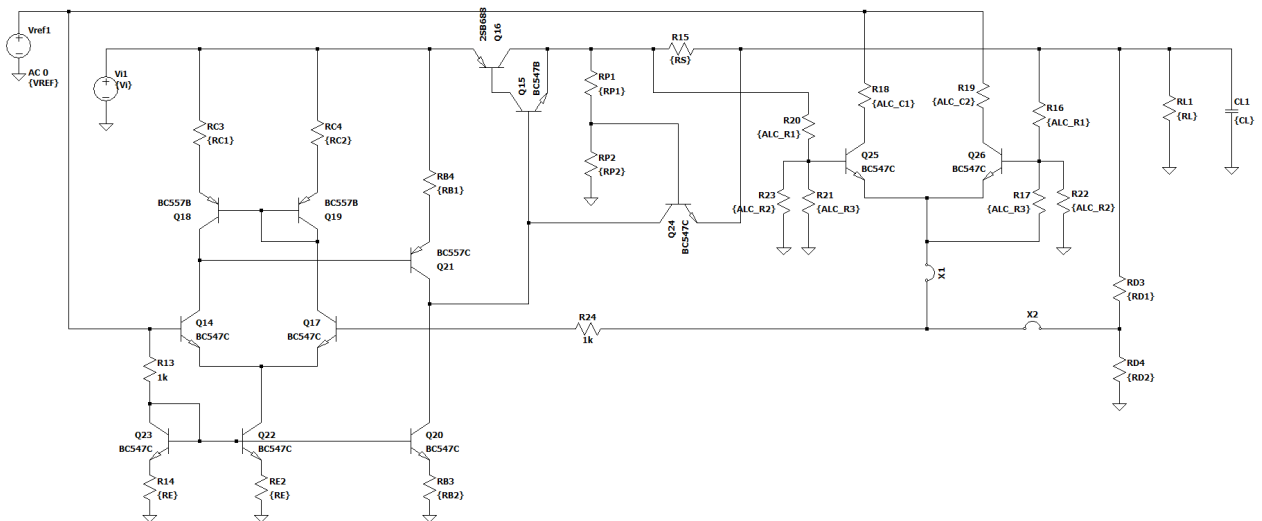 Vref1
AC 0
{VREF}
Vi1
{Vi}
RC3
{RC1}
RC4
{RC2}
BC557B
Q18
BC557B
Q19
RB4
{RB1}
BC557C
Q21
2SB688
Q16
Q15
BC547B
RP1
{RP1}
RP2
{RP2}
R15
{RS}
Q24
BC547C
R20
{ALC_R1}
R18
{ALC_C1}
R19
{ALC_C2}
R16
{ALC_R1}
Q25
BC547C
Q26
BC547C
R23
{ALC_R2}
R21
{ALC_R3}
R17
{ALC_R3}
R22
{ALC_R2}
RL1
{RL}
CL1
{CL}
X1
X2
RD3
{RD1}
RD4
{RD2}
Q14
BC547C
Q17
BC547C
R24
1k
R13
1k
Q23
BC547C
Q22
BC547C
Q20
BC547C
R14
{RE}
RE2
{RE}
RB3
{RB2}